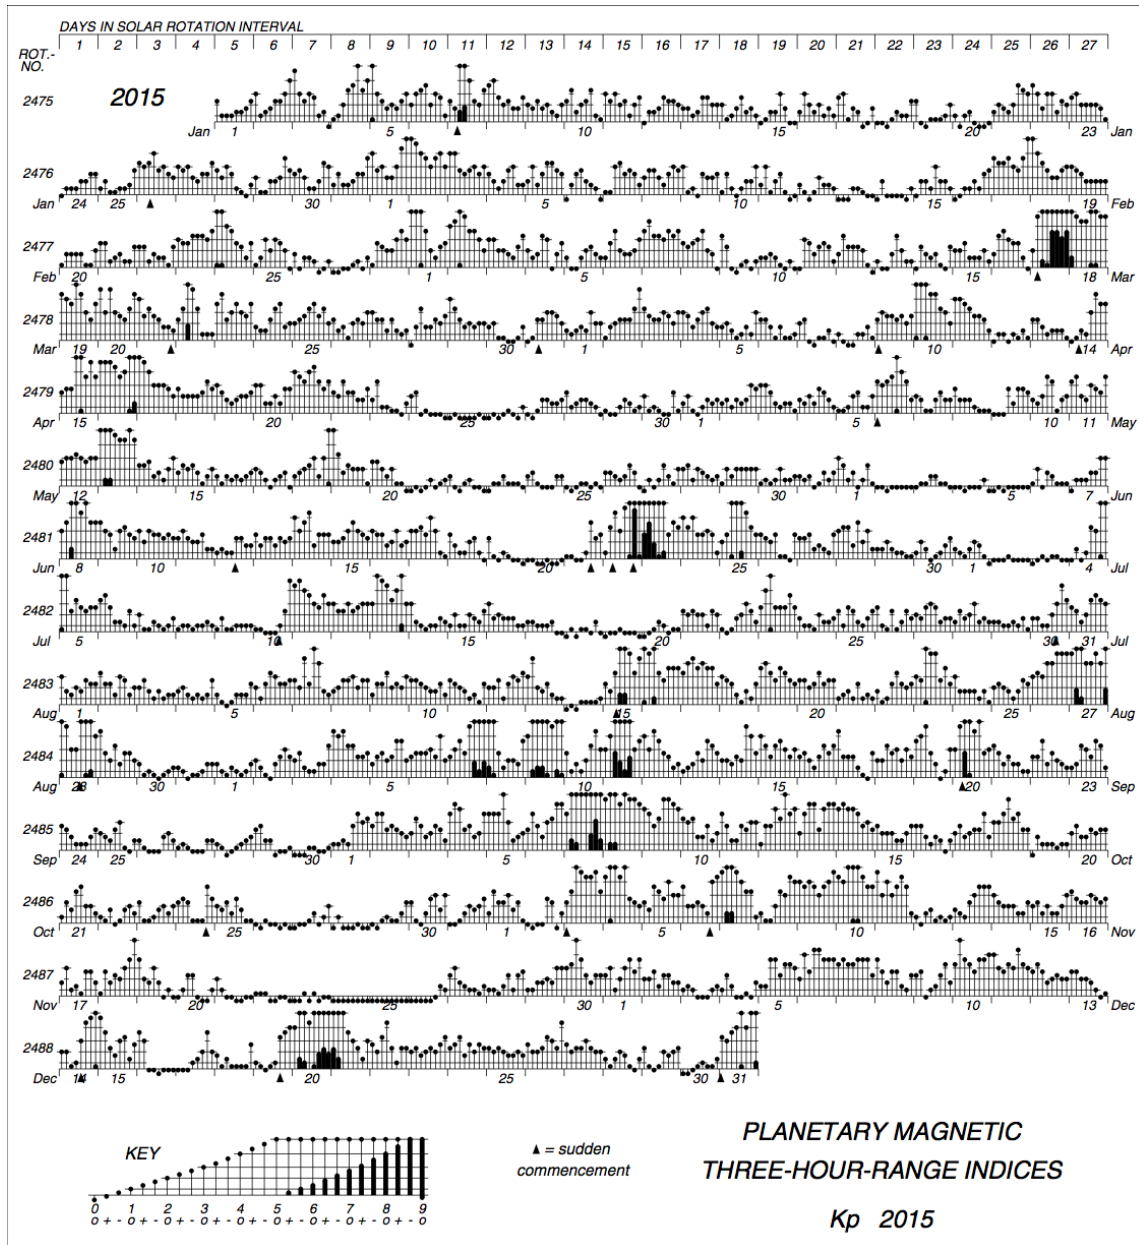 DAYS IN SOLAR ROTATION INTERVAL
1 2 3 4 5 6 7 8 9 10 11 12 13 14 15 16 17 18 19 20 21 22 23 24 25 26 27
ROT.-
NO.
2015
2475
Jan 1 5 10 15 20 23 Jan
2476
Jan 24 25 30 1 5 10 15 19 Feb
2477
Feb 20 25 1 5 10 15 18 Mar
2478
Mar 19 20 25 30 1 5 10 14 Apr
2479
Apr 15 20 25 30 1 5 10 11 May
2480
May 12 15 20 25 30 1 5 7 Jun
2481
Jun 8 10 15 20 25 30 1 4 Jul
2482
Jul 5 10 15 20 25 30 31 Jul
2483
Aug 1 5 10 15 20 25 27 Aug
2484
Aug 28 30 1 5 10 15 20 23 Sep
2485
Sep 24 25 30 1 5 10 15 20 Oct
2486
Oct 21 25 30 1 5 10 15 16 Nov
2487
Nov 17 20 25 30 1 5 10 13 Dec
2488
Dec 14 15 20 25 30 31
KEY
0 1 2 3 4 5 6 7 8 9
o + - o + - o + - o + - o + - o + - o + - o + - o + - o
▲ = sudden
commencement
PLANETARY MAGNETIC
THREE-HOUR-RANGE INDICES
Kp 2015